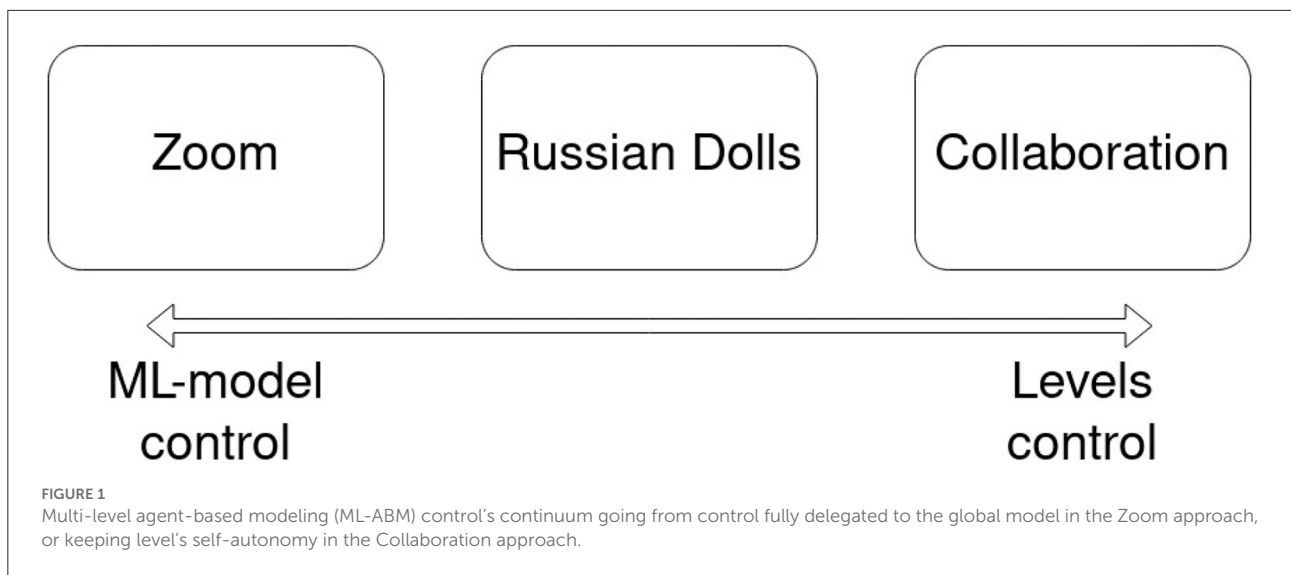 Zoom
Russian Dolls
Collaboration
ML-model
control
Levels
control
FIGURE 1
Multi-level agent-based modeling (ML-ABM) control's continuum going from control fully delegated to the global model in the Zoom approach,
or keeping level's self-autonomy in the Collaboration approach.